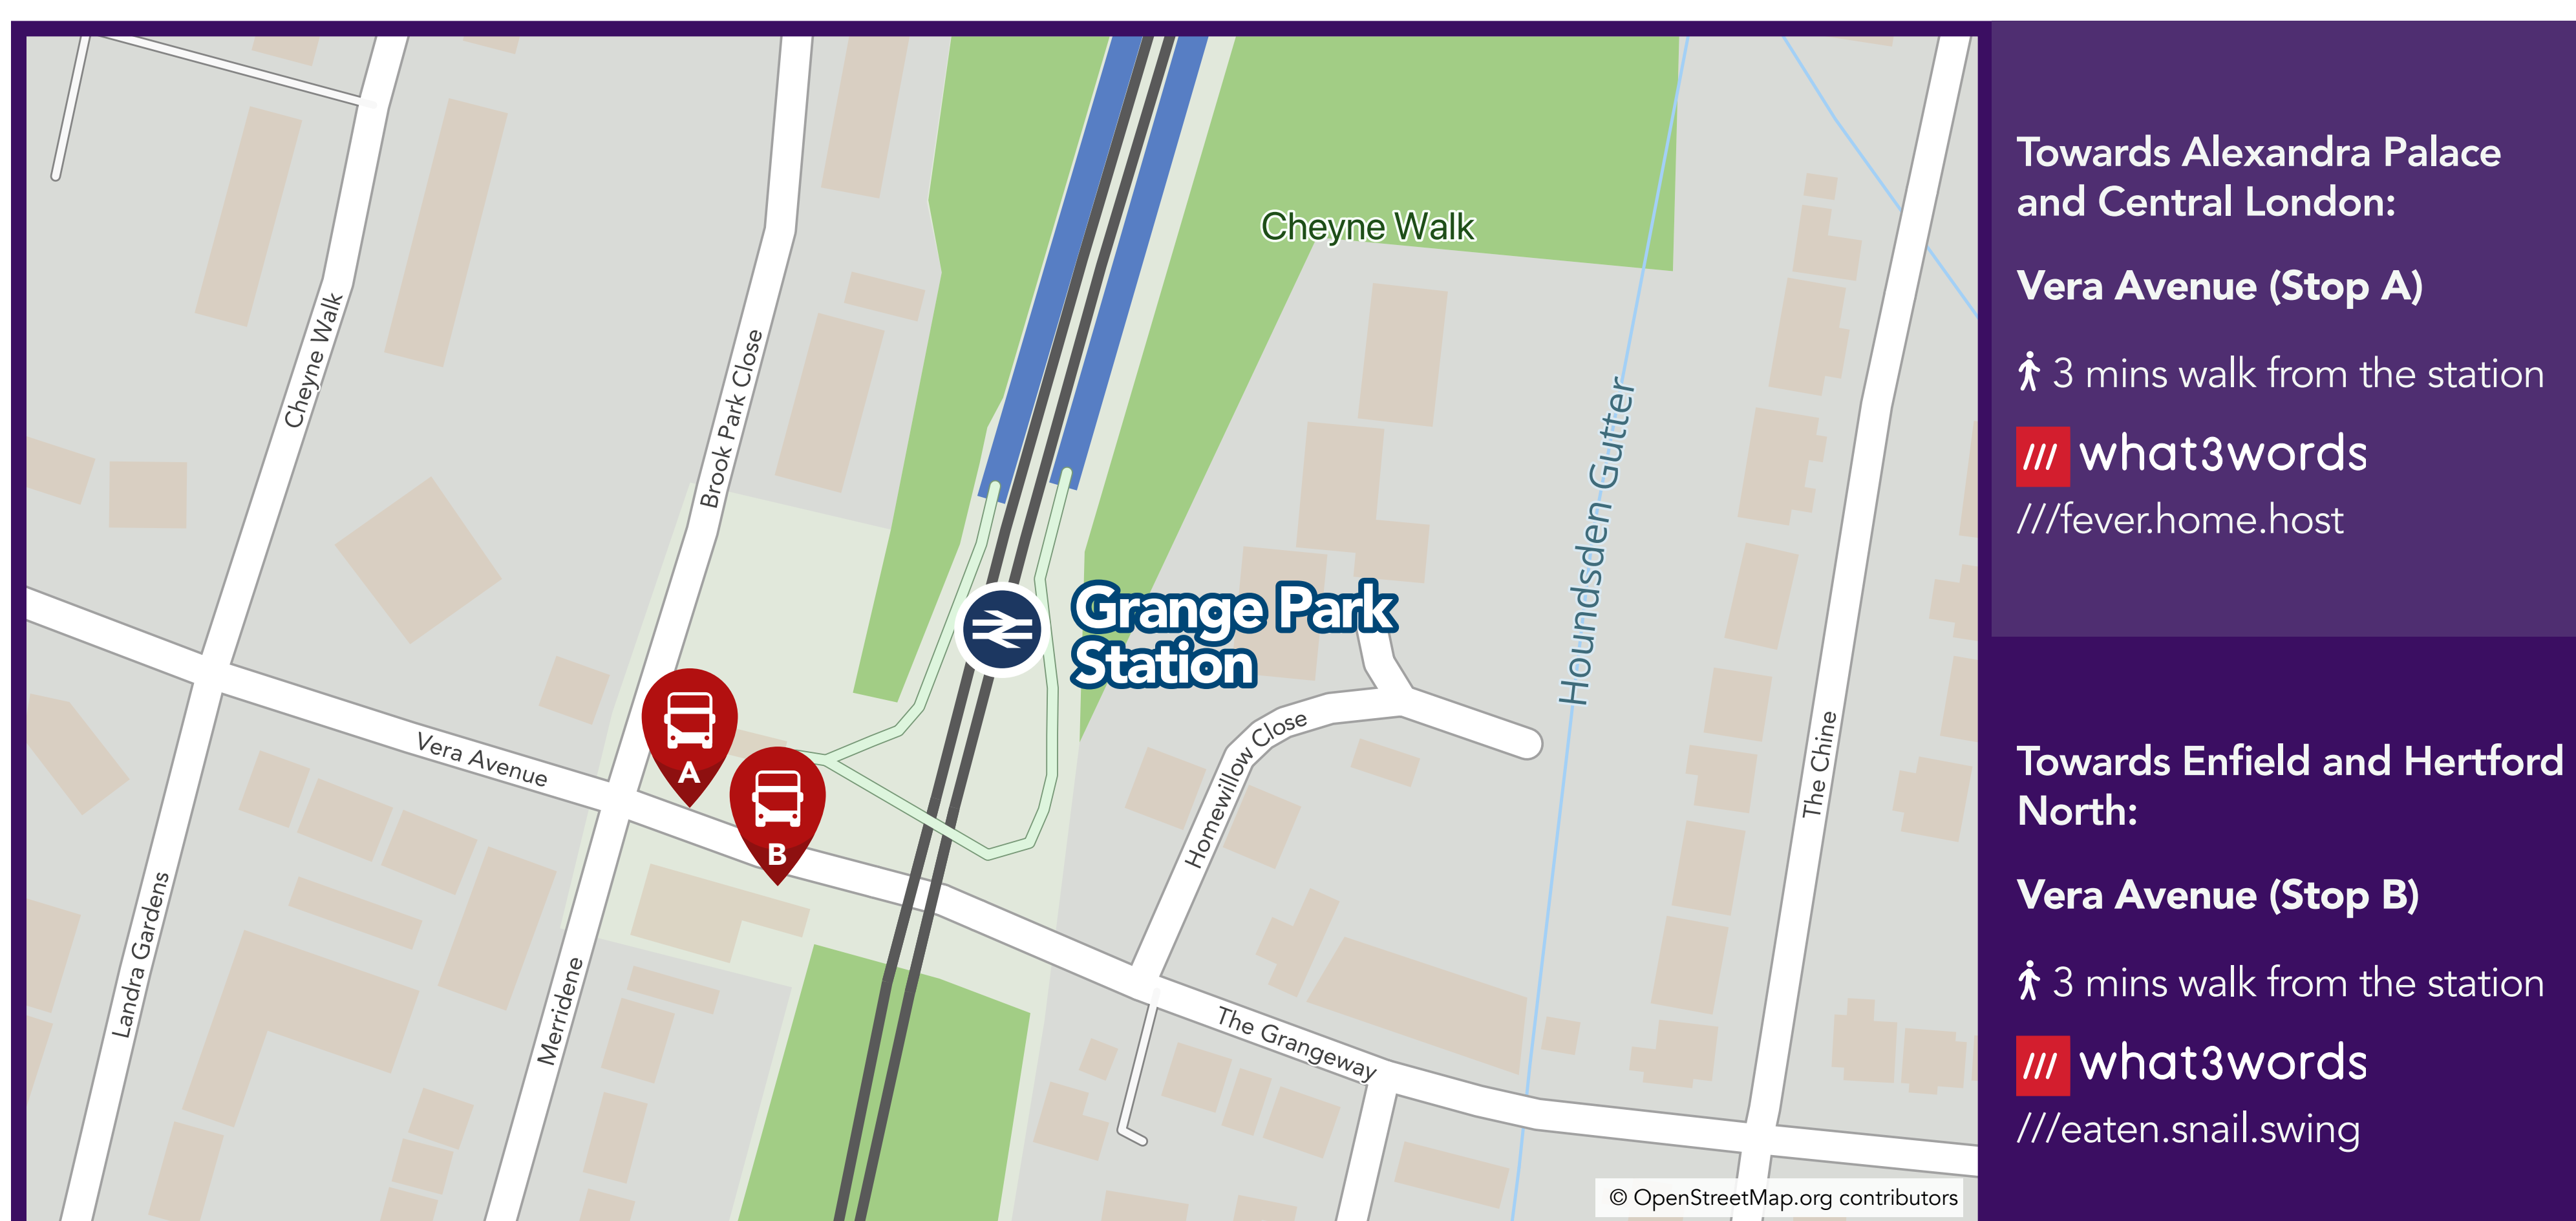 Cheyne Walk
Cheyne Walk
Brook Park Close
Houndsden Gutter
Grange Park
Station
A
B
Vera Avenue
Homewillow Close
The Chine
Landra Gardens
Merridene
The Grangeway
© OpenStreetMap.org contributors
Towards Alexandra Palace
and Central London:
Vera Avenue (Stop A)
3 mins walk from the station
/// what3words
///fever.home.host
Towards Enfield and Hertford
North:
Vera Avenue (Stop B)
3 mins walk from the station
/// what3words
///eaten.snail.swing